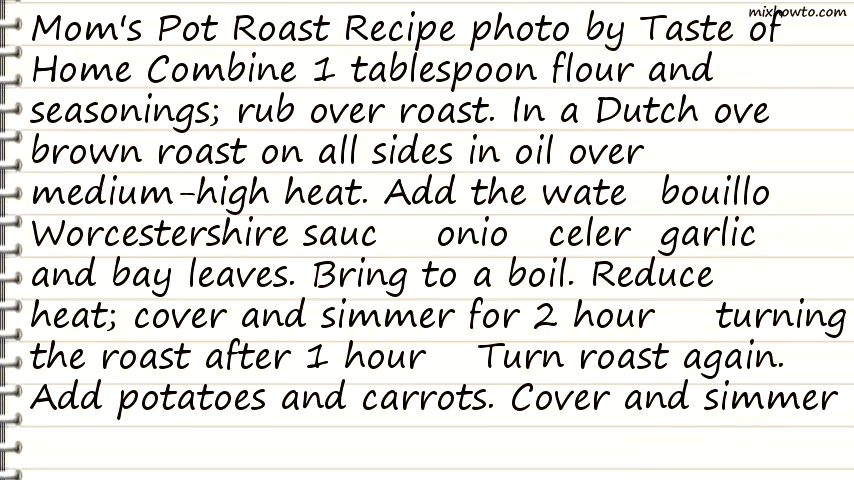 mixhowto.com
Mom's Pot Roast Recipe photo by Taste of
Home Combine 1 tablespoon flour and
seasonings; rub over roast. In a Dutch ove
brown roast on all sides in oil over
medium-high heat. Add the wate bouillo
Worcestershire sauc onio celer garlic
and bay leaves. Bring to a boil. Reduce
heat; cover and simmer for 2 hour turning
the roast after 1 hour Turn roast again.
Add potatoes and carrots. Cover and simmer